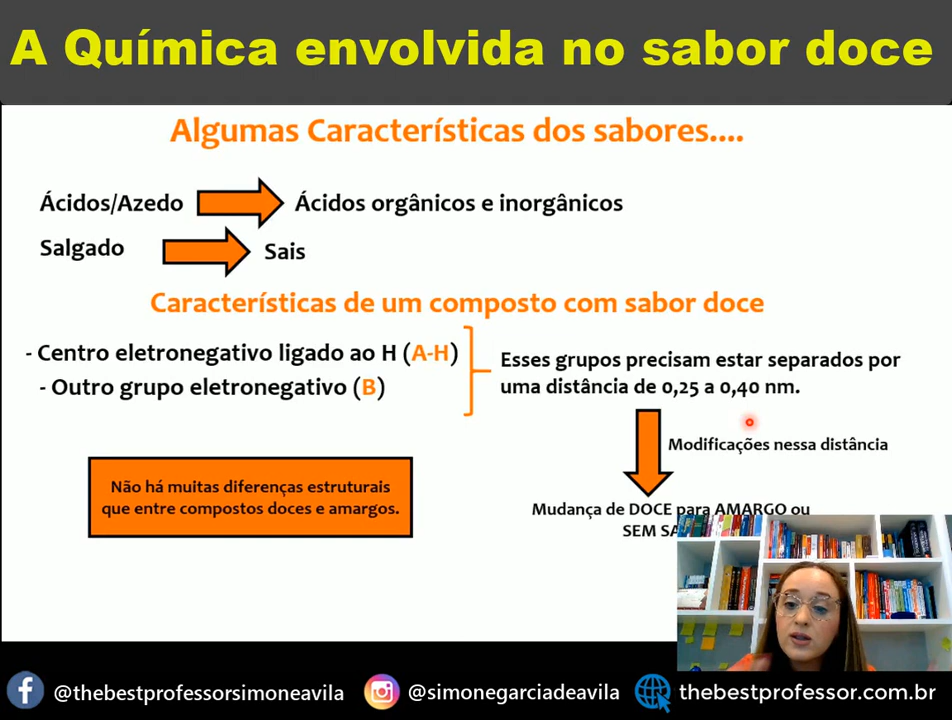 A Química envolvida no sabor doce
Algumas Características dos sabores....
Ácidos/Azedo
Ácidos orgânicos e inorgânicos
Salgado
Sais
Características de um composto com sabor doce
- Centro eletronegativo ligado ao H (A-H)
- Outro grupo eletronegativo (B)
Esses grupos precisam estar separados por
uma distância de 0,25 a 0,40 nm.
Modificações nessa distância
Não há muitas diferenças estruturais
que entre compostos doces e amargos.
Mudança de DOCE para AMARGO ou
SEM
@thebestprofessorsimoneavila
@simonegarciadeavila
thebestprofessor.com.br